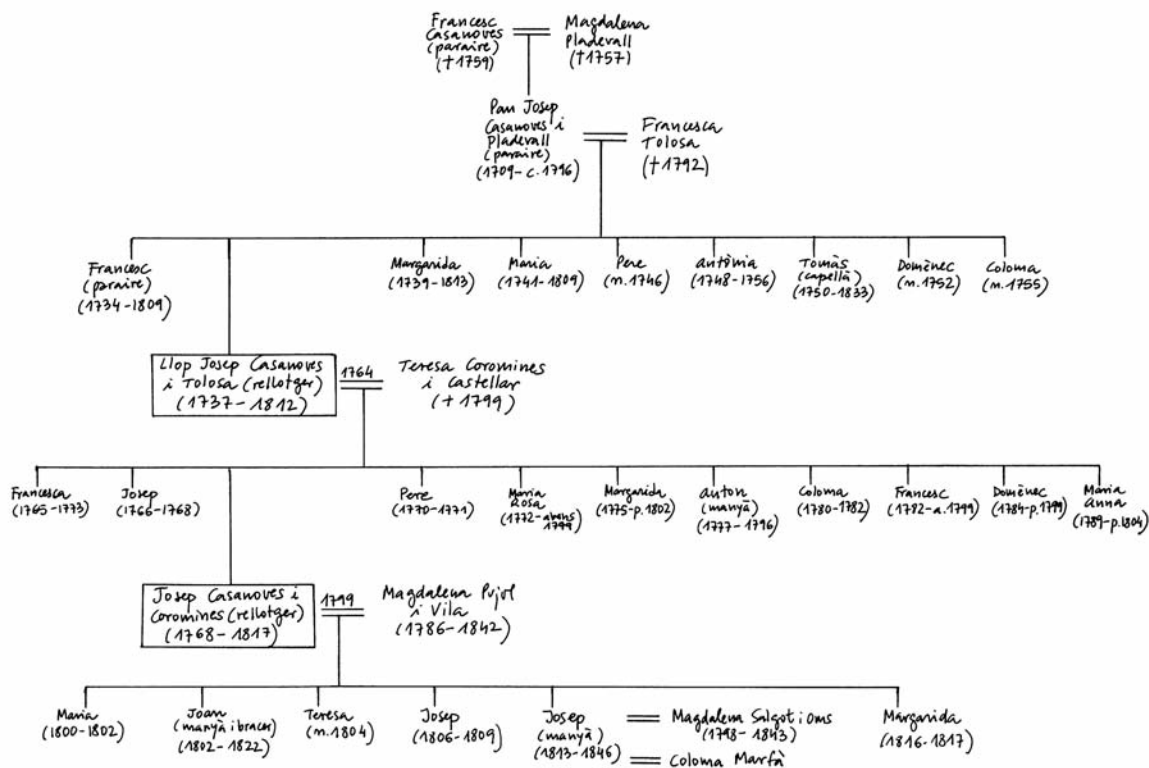 Francesc
Casanoves
(paraire)
(†1759)
Magdalena
Pladevall
(†1757)
Pau Josep
Casanoves i
Pladevall
(paraire)
(1709-c.1796)
Francesca
Tolosa
(†1792)
Francesc
(paraire)
(1734-1809)
Margarida
(1739-1813)
Maria
(1741-1809)
Pere
(n.1746)
Antònia
(1748-1756)
Tomàs
(capellà)
(1750-1833)
Domènec
(n.1752)
Coloma
(n.1755)
Llop Josep Casanoves
i Tolosa (rellotger)
(1737-1812)
1764
Teresa Coromines
i Castellar
(†1799)
Francesca
(1765-1773)
Josep
(1766-1768)
Pere
(1770-1771)
Maria
Rosa
(1772-abans
1799)
Margarida
(1775-p.1802)
Anton
(manyà)
(1777-1796)
Coloma
(1780-1782)
Francesc
(1782-a.1799)
Domènec
(1784-p.1799)
Maria
Anna
(1789-p.1804)
Josep Casanoves i
Coromines (rellotger)
(1768-1817)
1799
Magdalena Pujol
i Vila
(1786-1842)
Maria
(1800-1802)
Joan
(manyà i bracer)
(1802-1822)
Teresa
(n.1804)
Josep
(1806-1809)
Josep
(manyà)
(1813-1846)
Magdalena Salgot i Oms
(1798-1843)
Coloma Marfà
Margarida
(1816-1817)